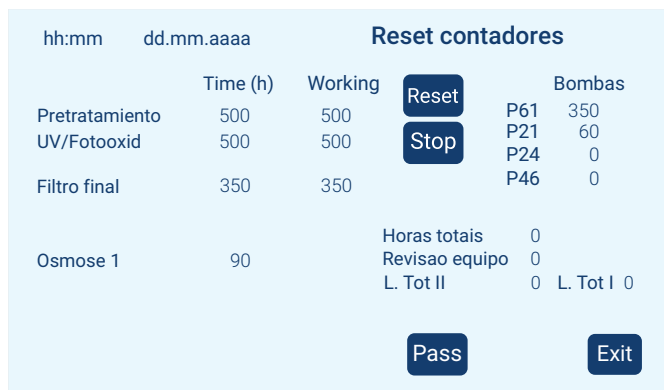 hh:mm dd.mm.aaaa Reset contadores
Time (h) Working Reset Bombas
Pretratamiento 500 500 P61 350
UV/Fotooxid 500 500 Stop P21 60
P24 0
Filtro final 350 350 P46 0
Horas totais 0
Osmose 1 90 Revisao equipo 0
L. Tot II 0 L. Tot I 0
Pass Exit